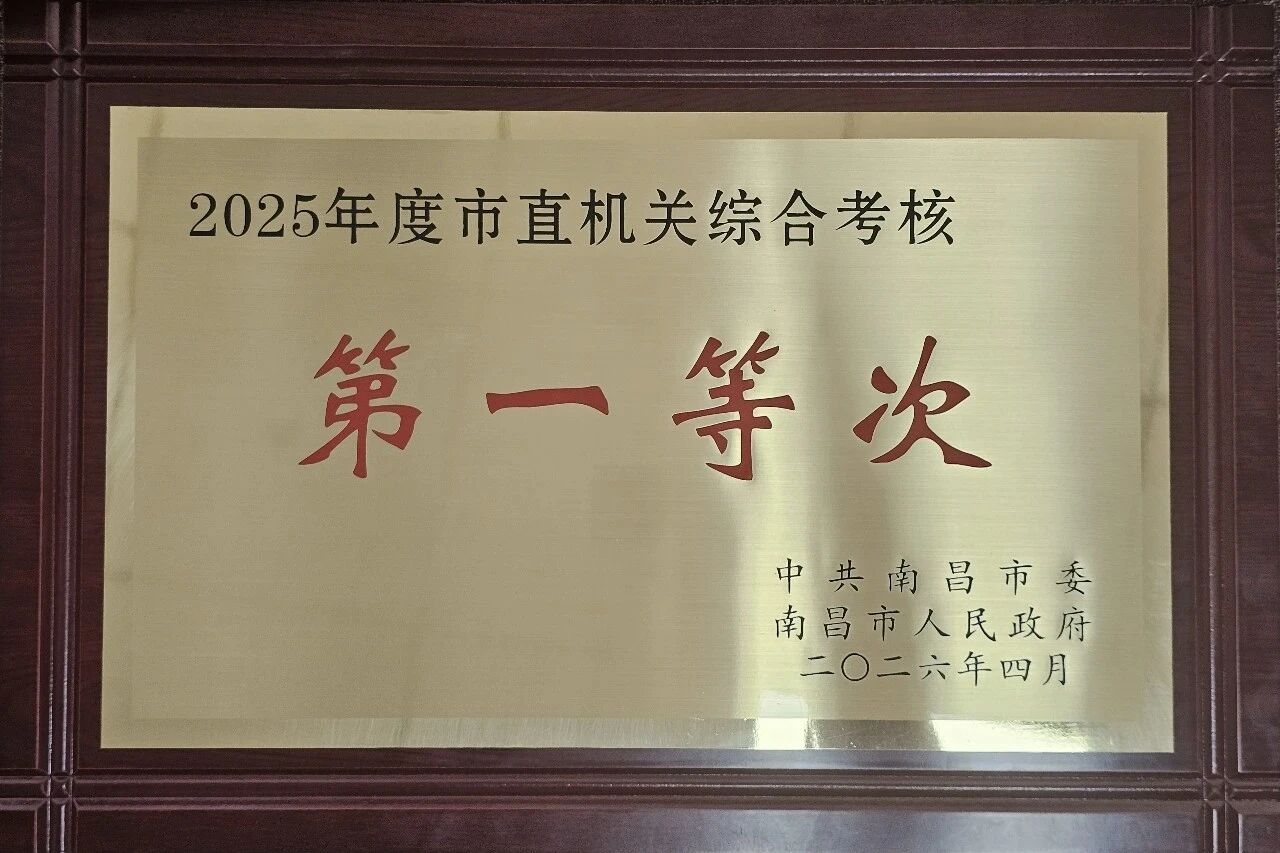 2025年度市直机关综合考核
第一等次
中共南昌市委
南昌市人民政府
二〇二六年四月